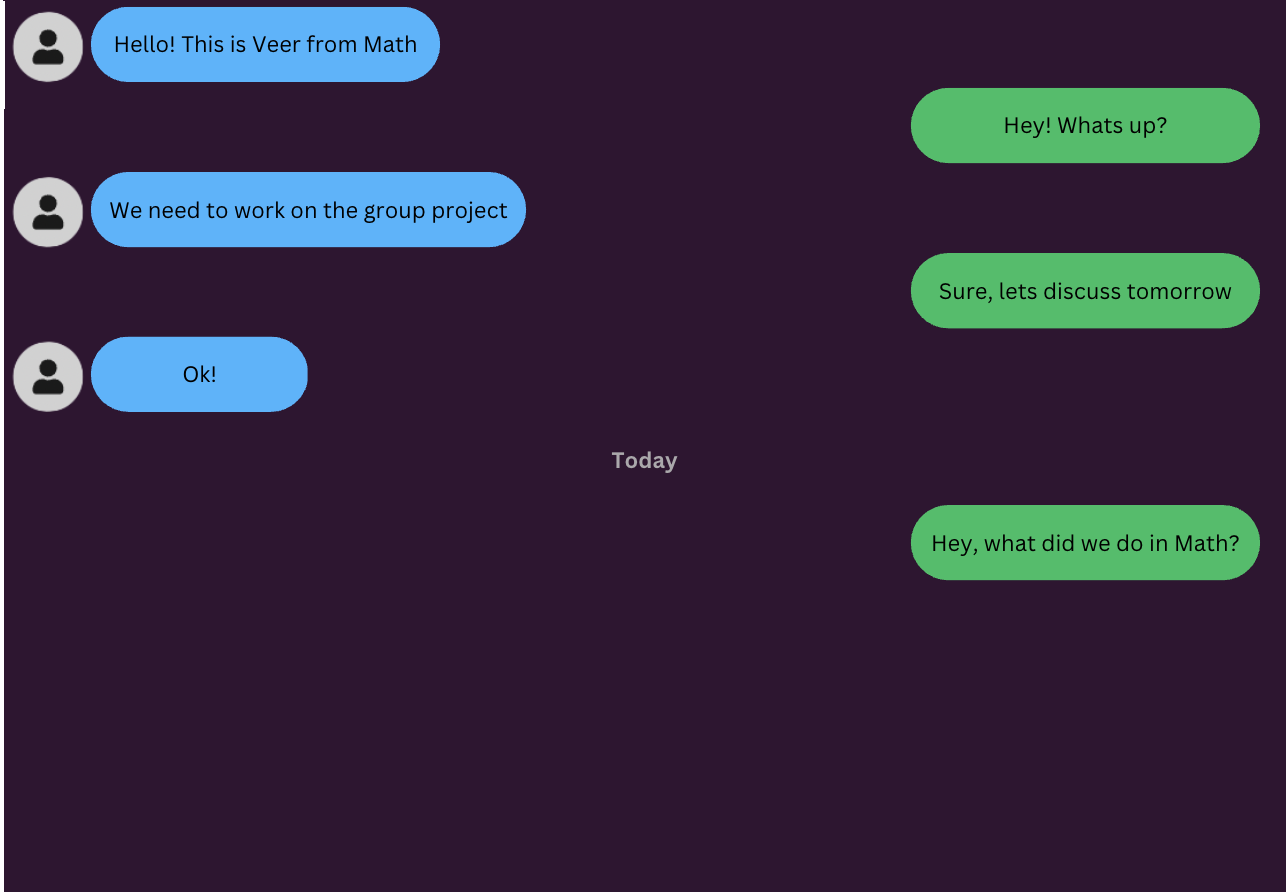 Hello! This is Veer from Math
Hey! Whats up?
We need to work on the group project
Sure, lets discuss tomorrow
Ok!
Today
Hey, what did we do in Math?